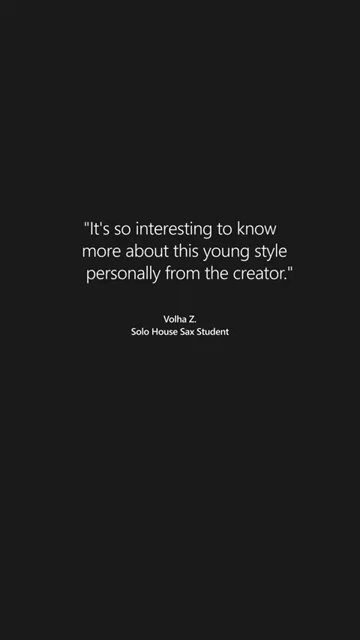 "It's so interesting to know
more about this young style
personally from the creator."
Volha Z.
Solo House Sax Student